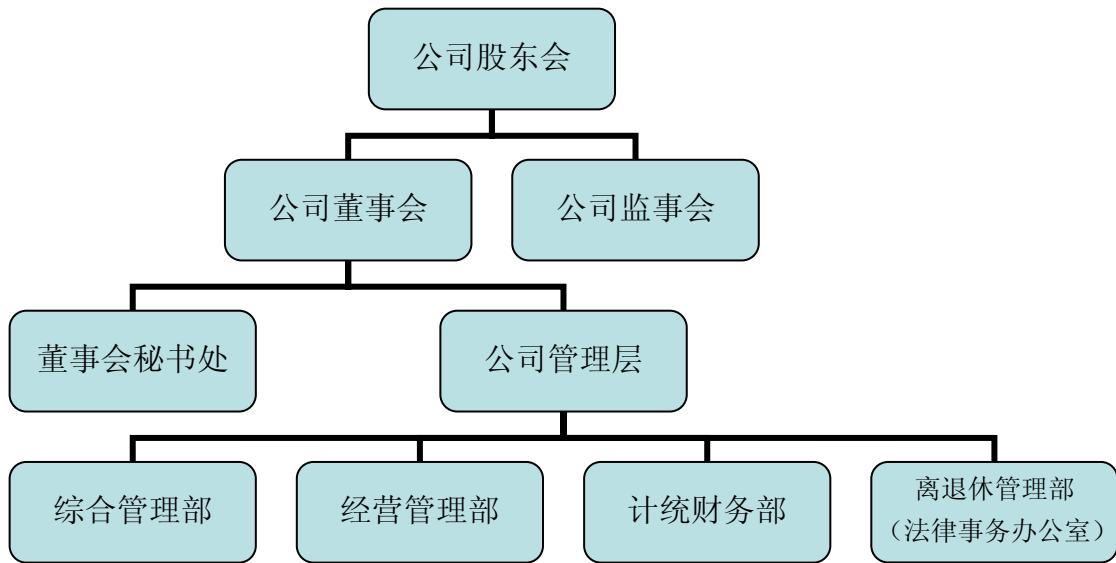 公司股东会
公司董事会
公司监事会
董事会秘书处
公司管理层
综合管理部
经营管理部
计统财务部
离退休管理部
（法律事务办公室）